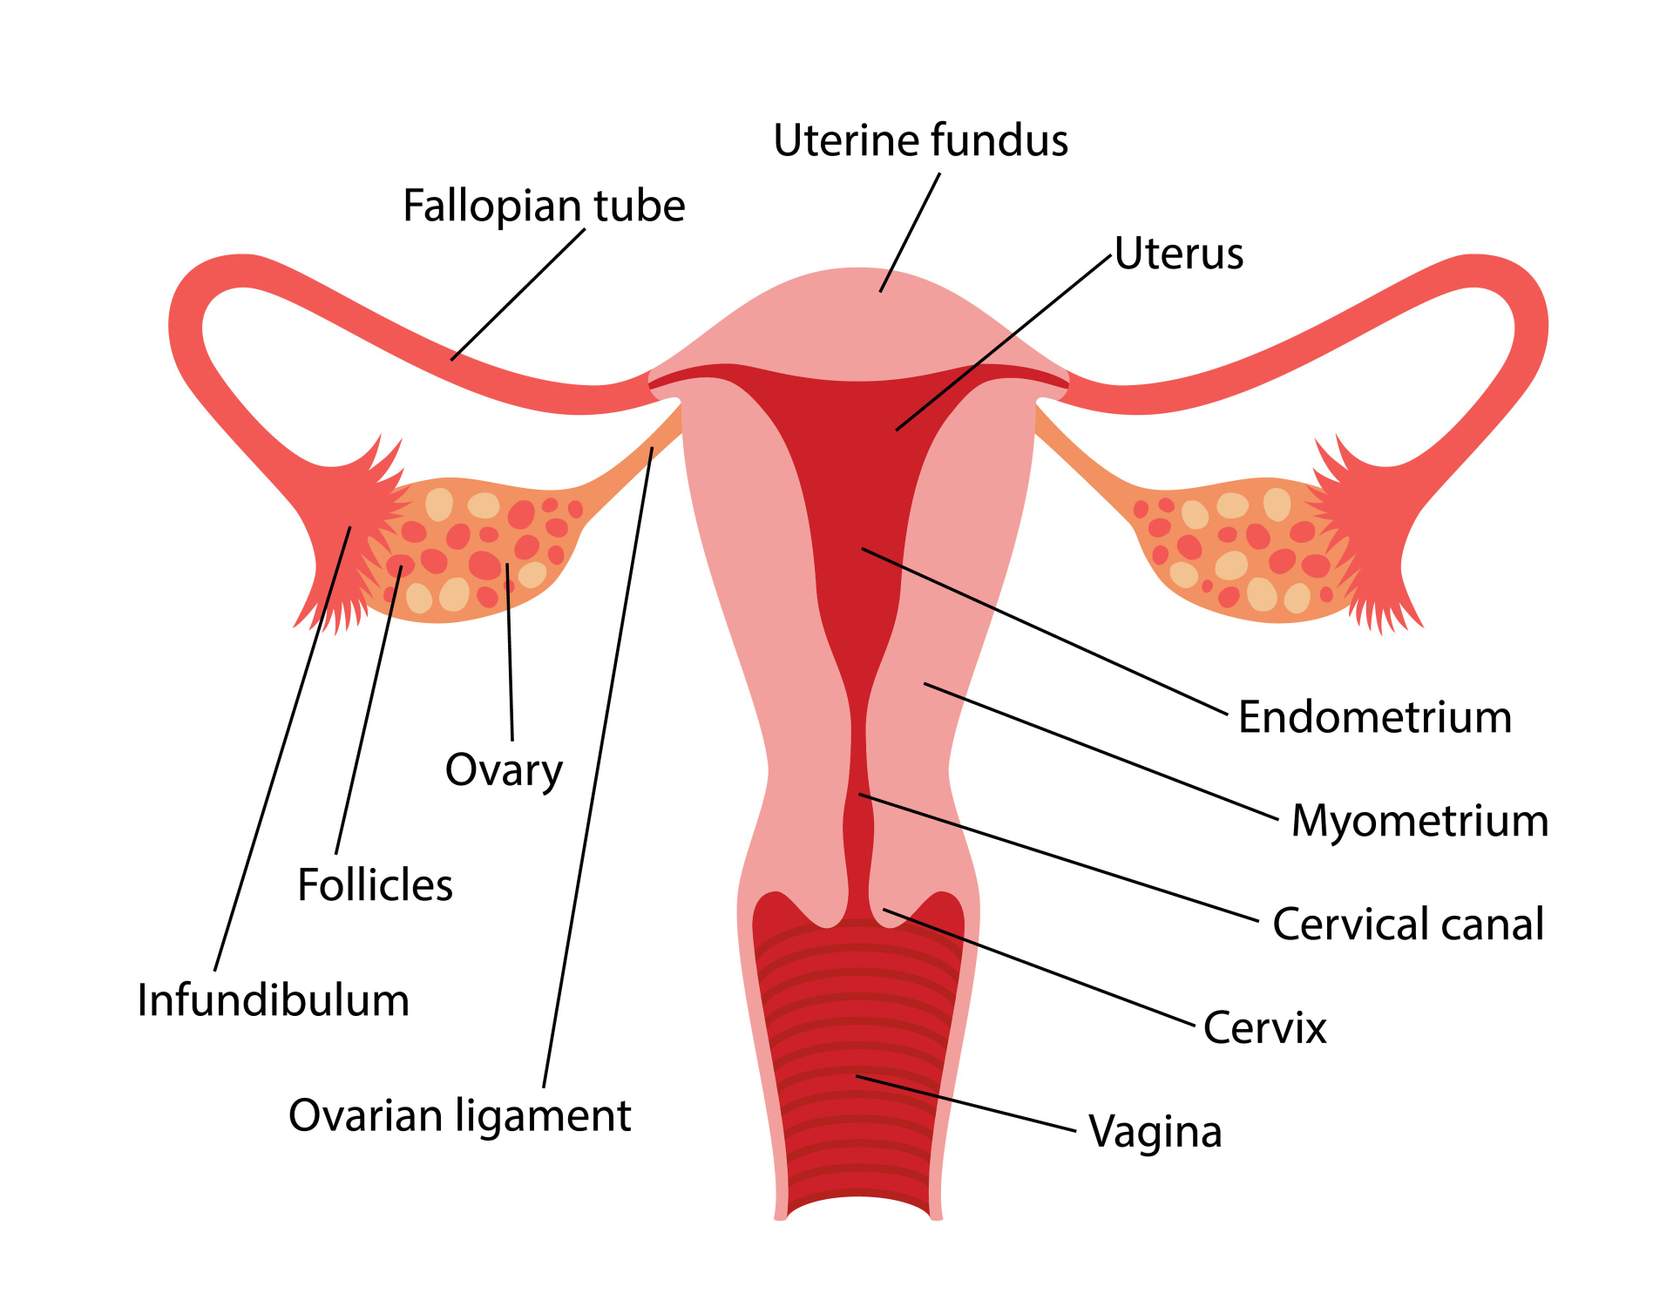 Uterine fundus
Fallopian tube
Uterus
Endometrium
Ovary
Myometrium
Follicles
Cervical canal
Infundibulum
Cervix
Ovarian ligament
Vagina